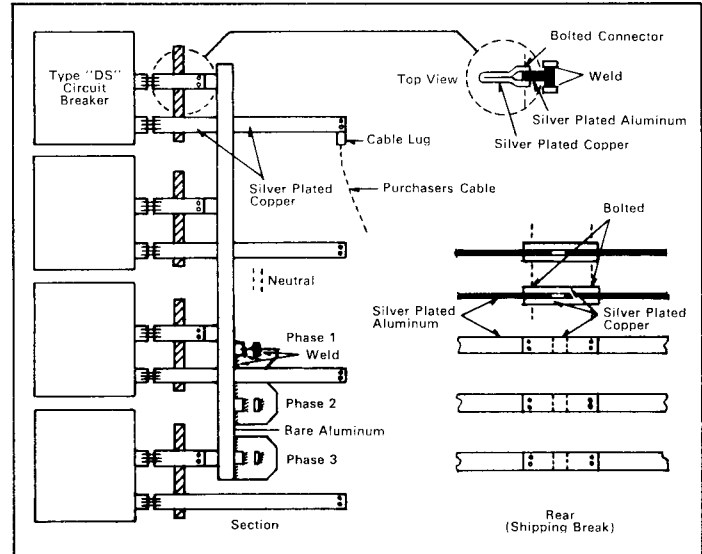 Type "DS"
Circuit
Breaker
Top View
Bolted Connector
Weld
Silver Plated Aluminum
Silver Plated Copper
Cable Lug
Silver Plated
Copper
Purchasers Cable
Neutral
Phase 1
Weld
Phase 2
Bare Aluminum
Phase 3
Section
Bolted
Silver Plated
Aluminum
Silver Plated
Copper
Rear
(Shipping Break)